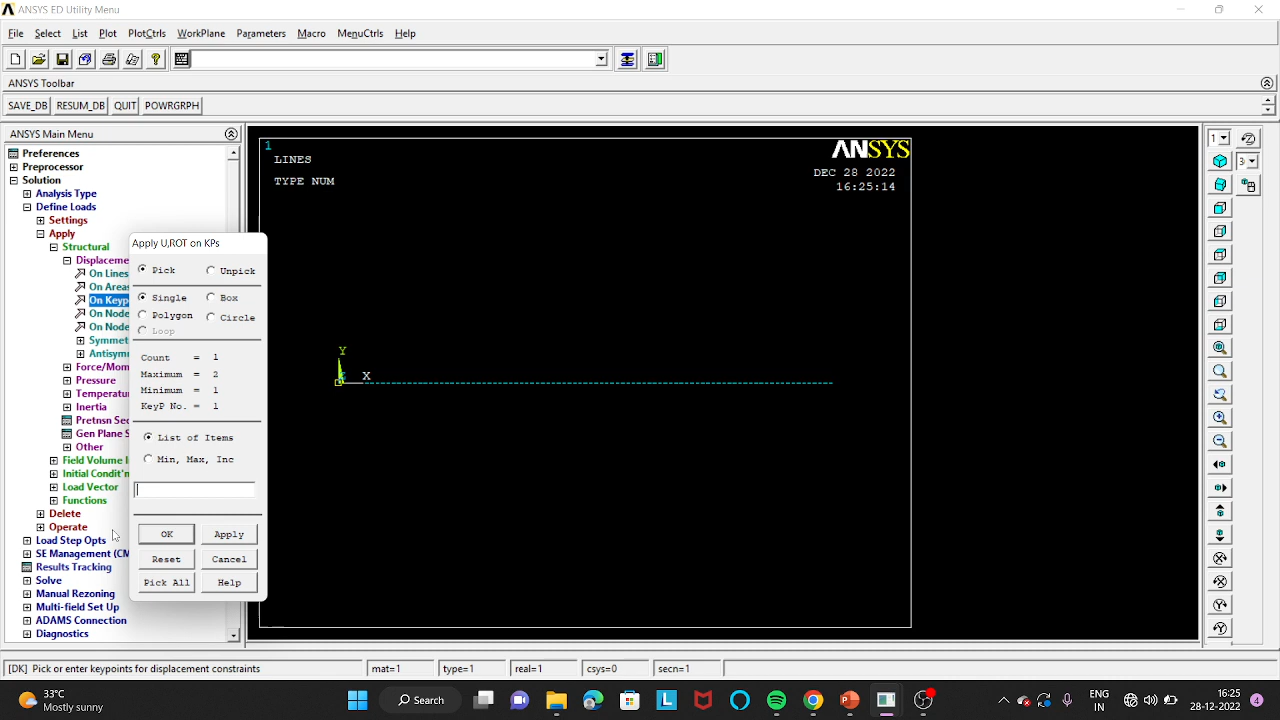 ANSYS ED Utility Menu
File Select List Plot PlotCtrls WorkPlane Parameters Macro MenuCtrls Help
ANSYS Toolbar
SAVE_DB RESUM_DB QUIT POWRGRPH
ANSYS Main Menu
Preferences
Preprocessor
Solution
Analysis Type
Define Loads
Settings
Apply
Structural
Displaceme
On Lines
On Areas
On Keyp
On Node
On Node
Symmet
Antisymr
Force/Mom
Pressure
Temperatu
Inertia
Pretnsn Sec
Gen Plane S
Other
Field Volume I
Initial Condit'n
Load Vector
Functions
Delete
Operate
Load Step Opts
SE Management (CM
Results Tracking
Solve
Manual Rezoning
Multi-field Set Up
ADAMS Connection
Diagnostics
Apply U,ROT on KPs
Pick Unpick
Single Box
Polygon Circle
Loop
Count = 1
Maximum = 2
Minimum = 1
KeyP No. = 1
List of Items
Min, Max, Inc
OK Apply
Reset Cancel
Pick All Help
1
LINES
TYPE NUM
ANSYS
DEC 28 2022
16:25:14
Y
X
1
[DK] Pick or enter keypoints for displacement constraints
mat=1 type=1 real=1 csys=0 secn=1
33°C
Mostly sunny
Search
ENG
IN
16:25
28-12-2022
4